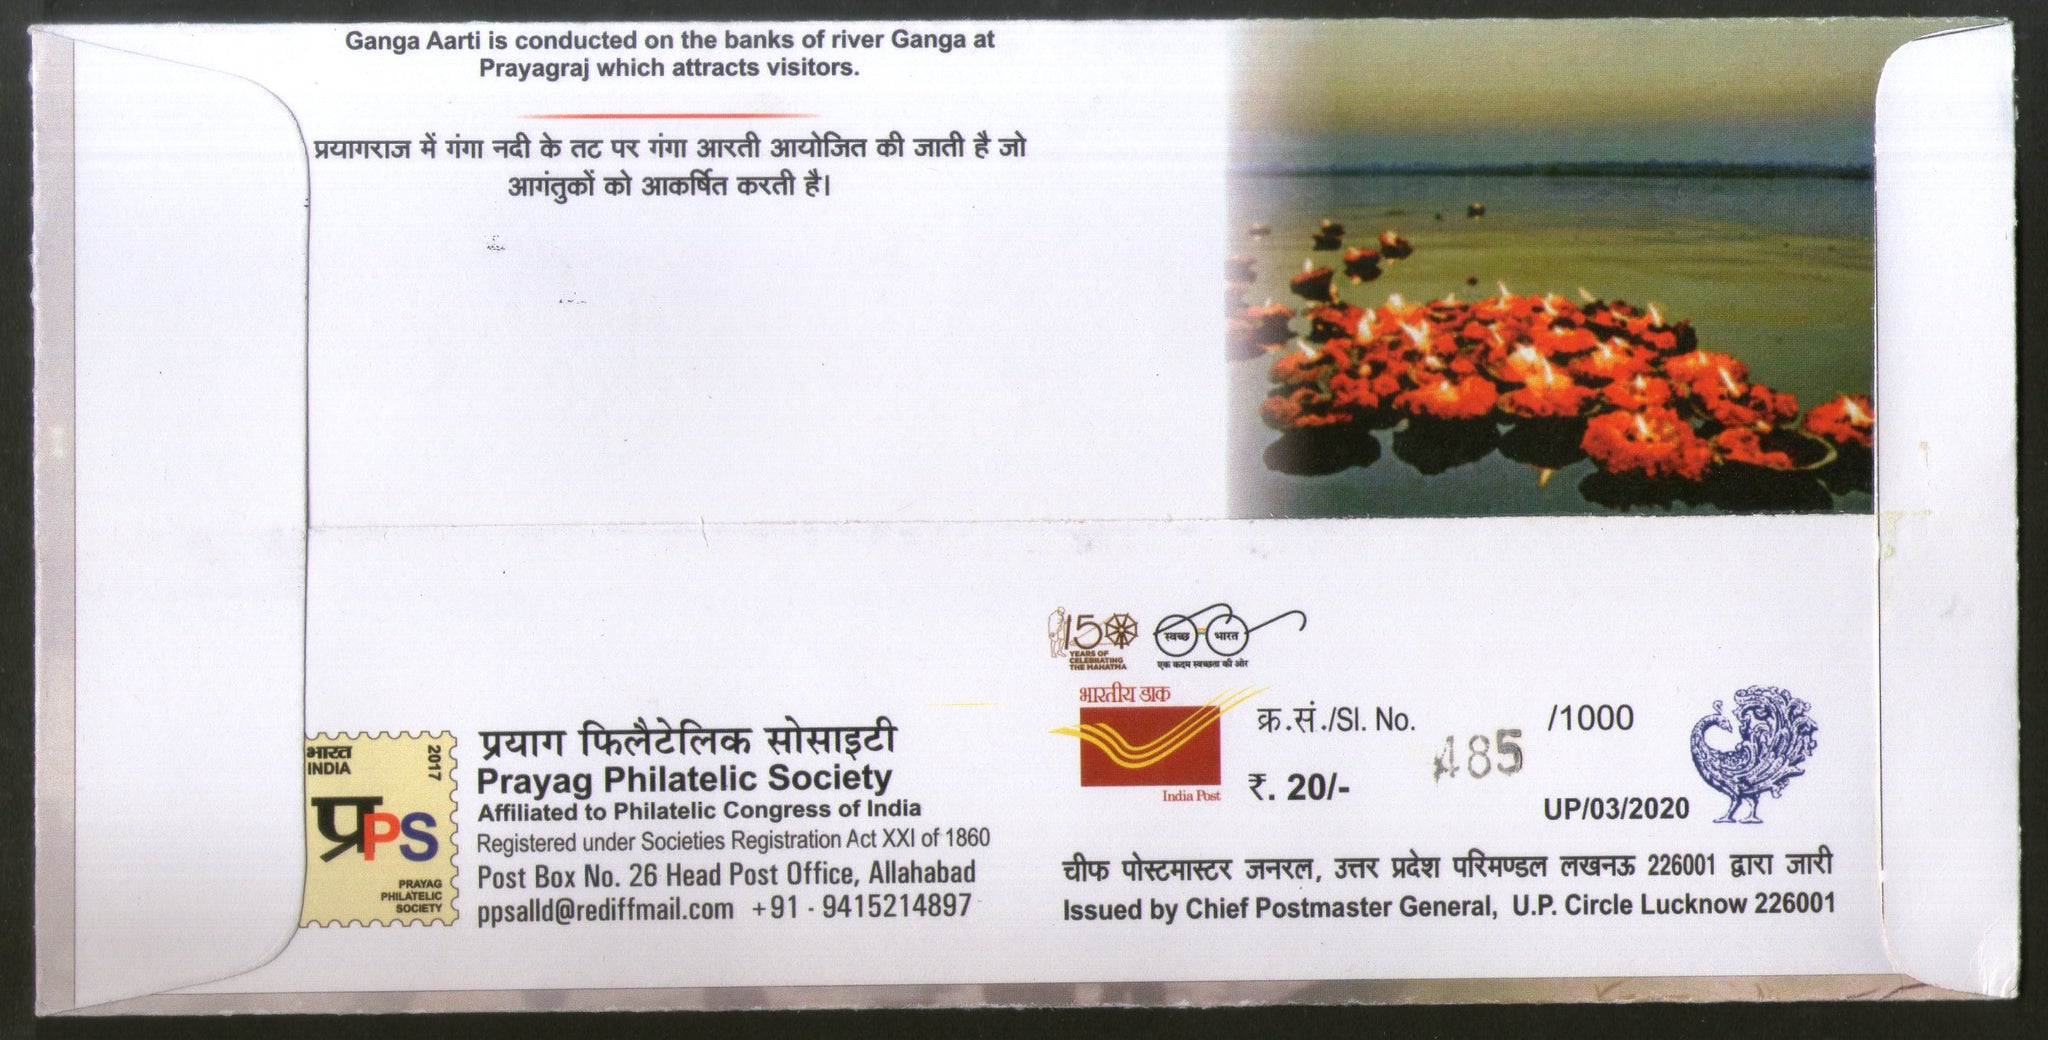 Ganga Aarti is conducted on the banks of river Ganga at
Prayagraj which attracts visitors.
प्रयागराज में गंगा नदी के तट पर गंगा आरती आयोजित की जाती है जो
आगंतुकों को आकर्षित करती है।
150
YEARS OF
CELEBRATING
THE MAHATMA
स्वच्छ भारत
एक कदम स्वच्छता की ओर
भारतीय डाक
India Post
क्र.सं./Sl. No. 485 /1000
₹. 20/-
UP/03/2020
चीफ पोस्टमास्टर जनरल, उत्तर प्रदेश परिमण्डल लखनऊ 226001 द्वारा जारी
Issued by Chief Postmaster General, U.P. Circle Lucknow 226001
भारत
INDIA
2017
प्रPS
PRAYAG
PHILATELIC
SOCIETY
प्रयाग फिलैटेलिक सोसाइटी
Prayag Philatelic Society
Affiliated to Philatelic Congress of India
Registered under Societies Registration Act XXI of 1860
Post Box No. 26 Head Post Office, Allahabad
ppsalld@rediffmail.com +91 - 9415214897